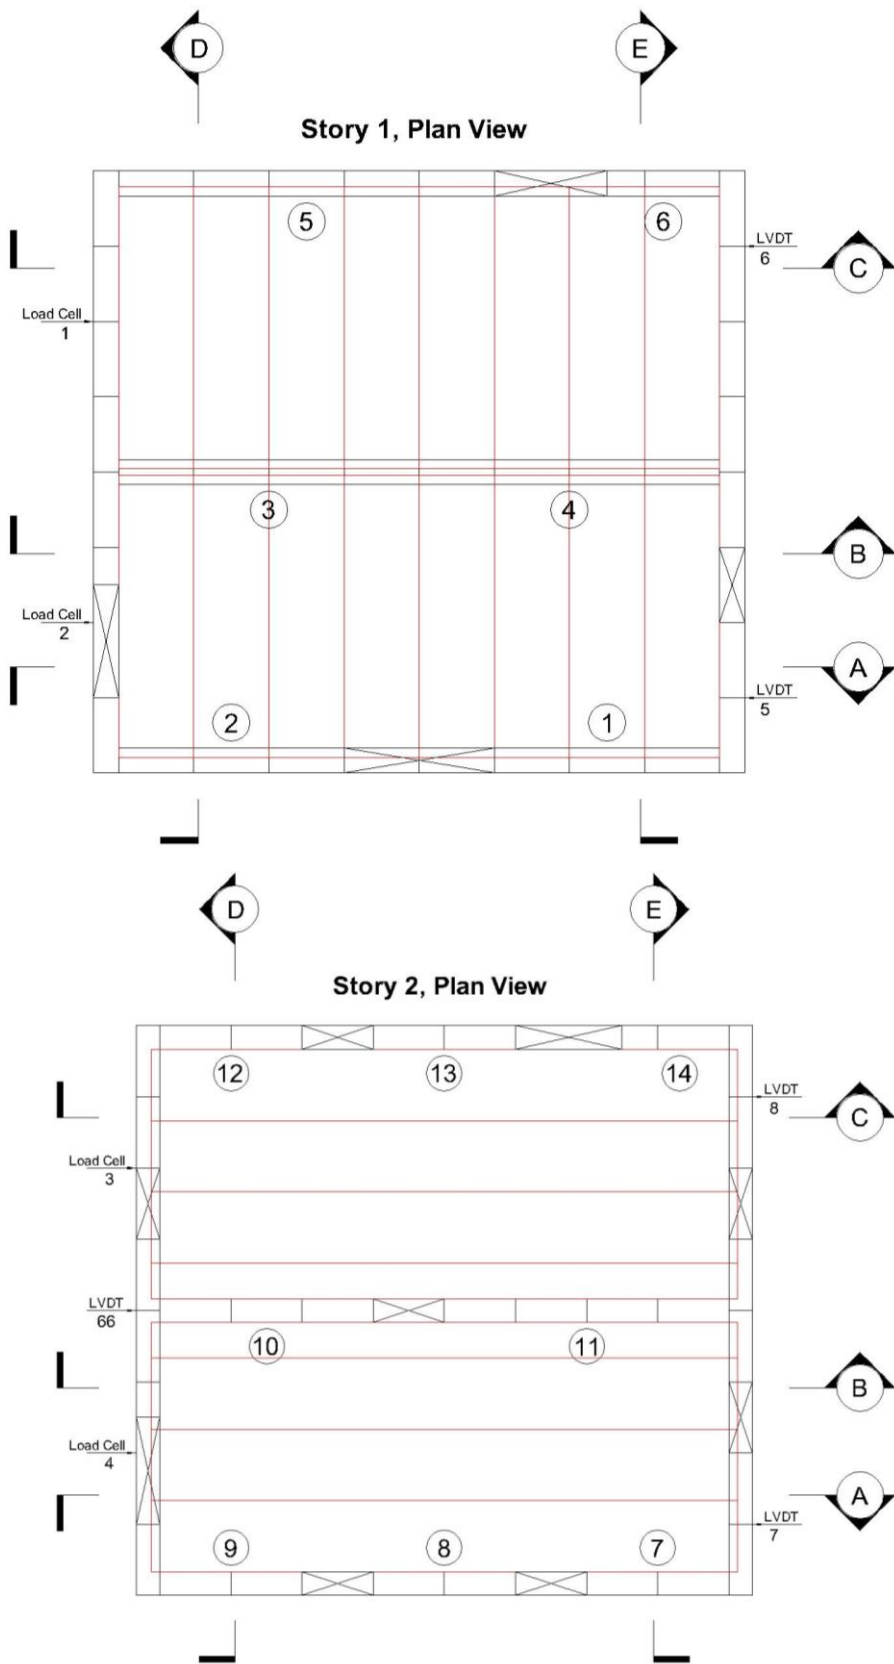 D E
Story 1, Plan View
5 6
LVDT
6
C
Load Cell
1
3 4
B
Load Cell
2
A
LVDT
5
2 1
D E
Story 2, Plan View
12 13 14
LVDT
8
C
Load Cell
3
LVDT
66
10 11
B
Load Cell
4
A
LVDT
7
9 8 7